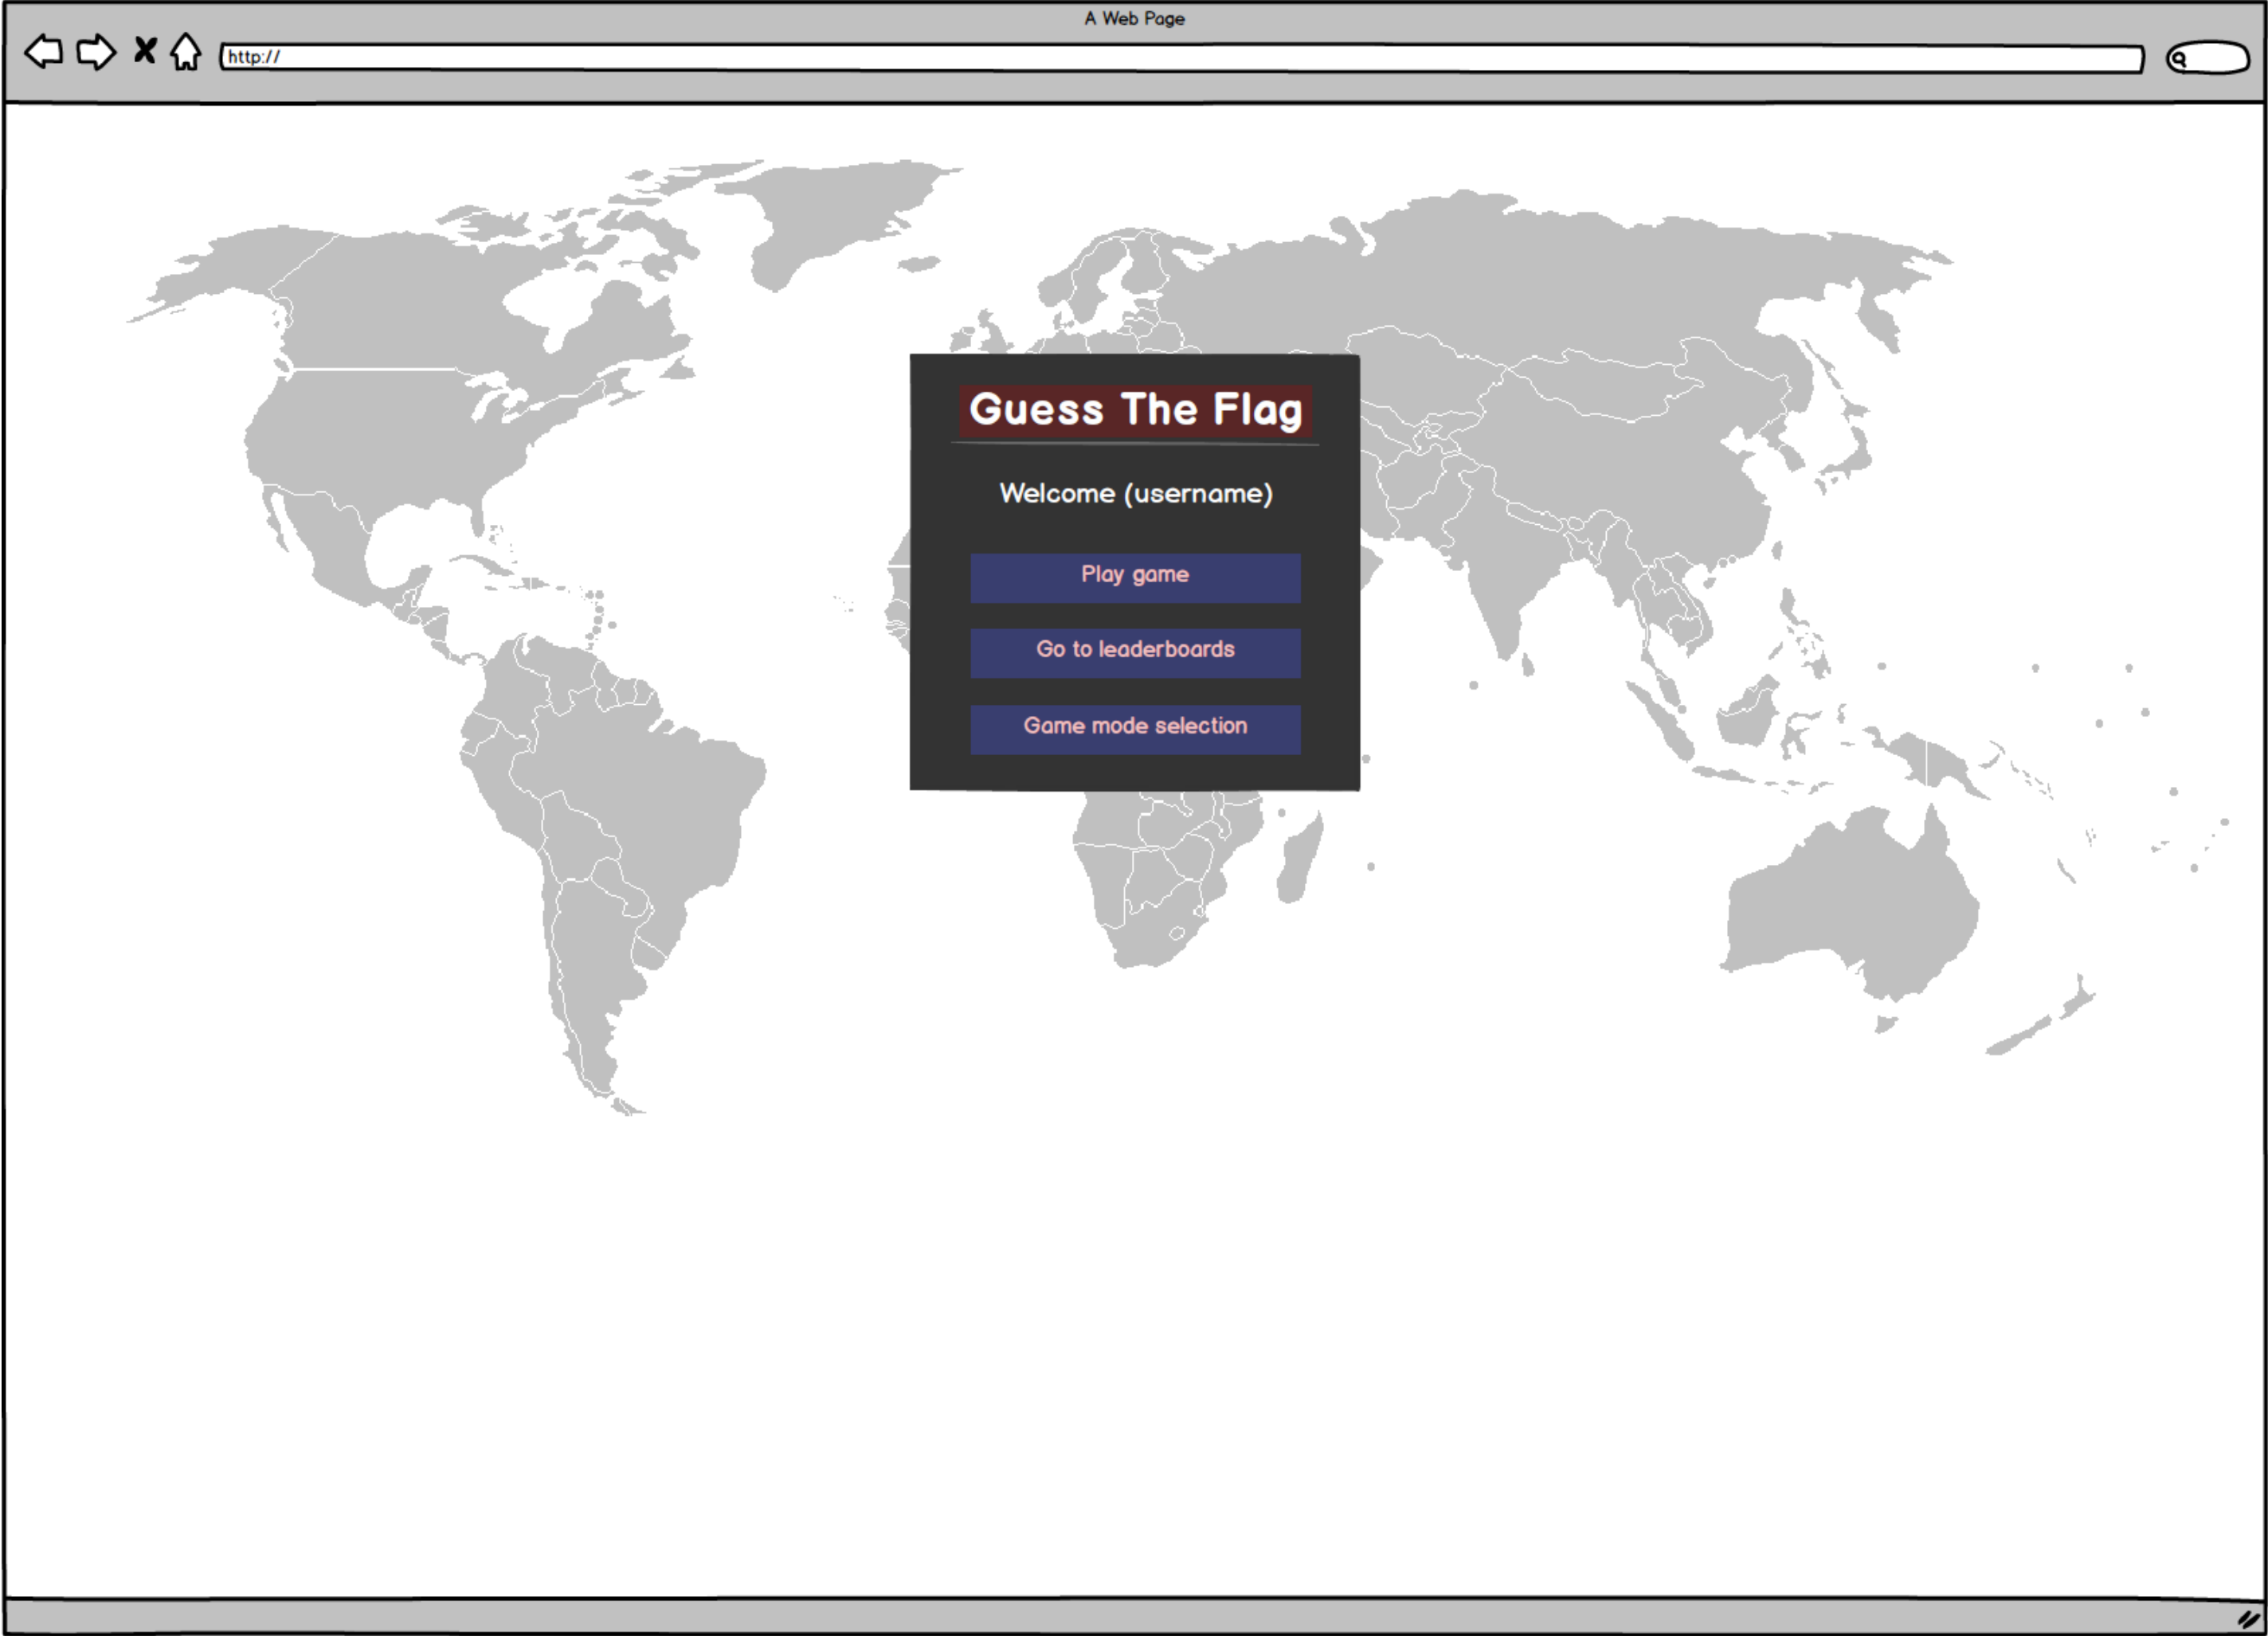 A Web Page
http://
Guess The Flag
Welcome (username)
Play game
Go to leaderboards
Game mode selection